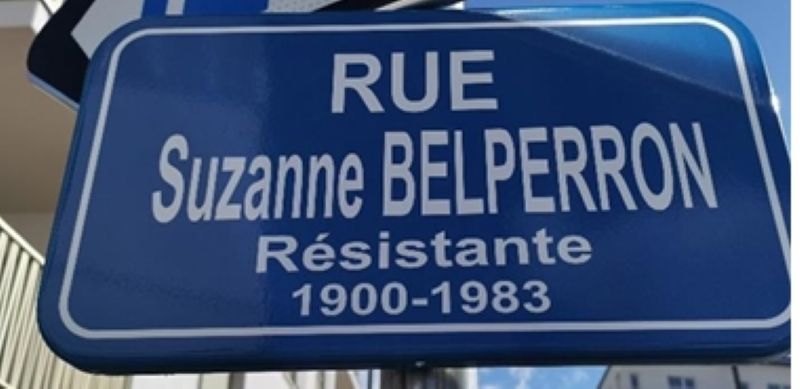 RUE
Suzanne BELPERRON
Résistante
1900-1983